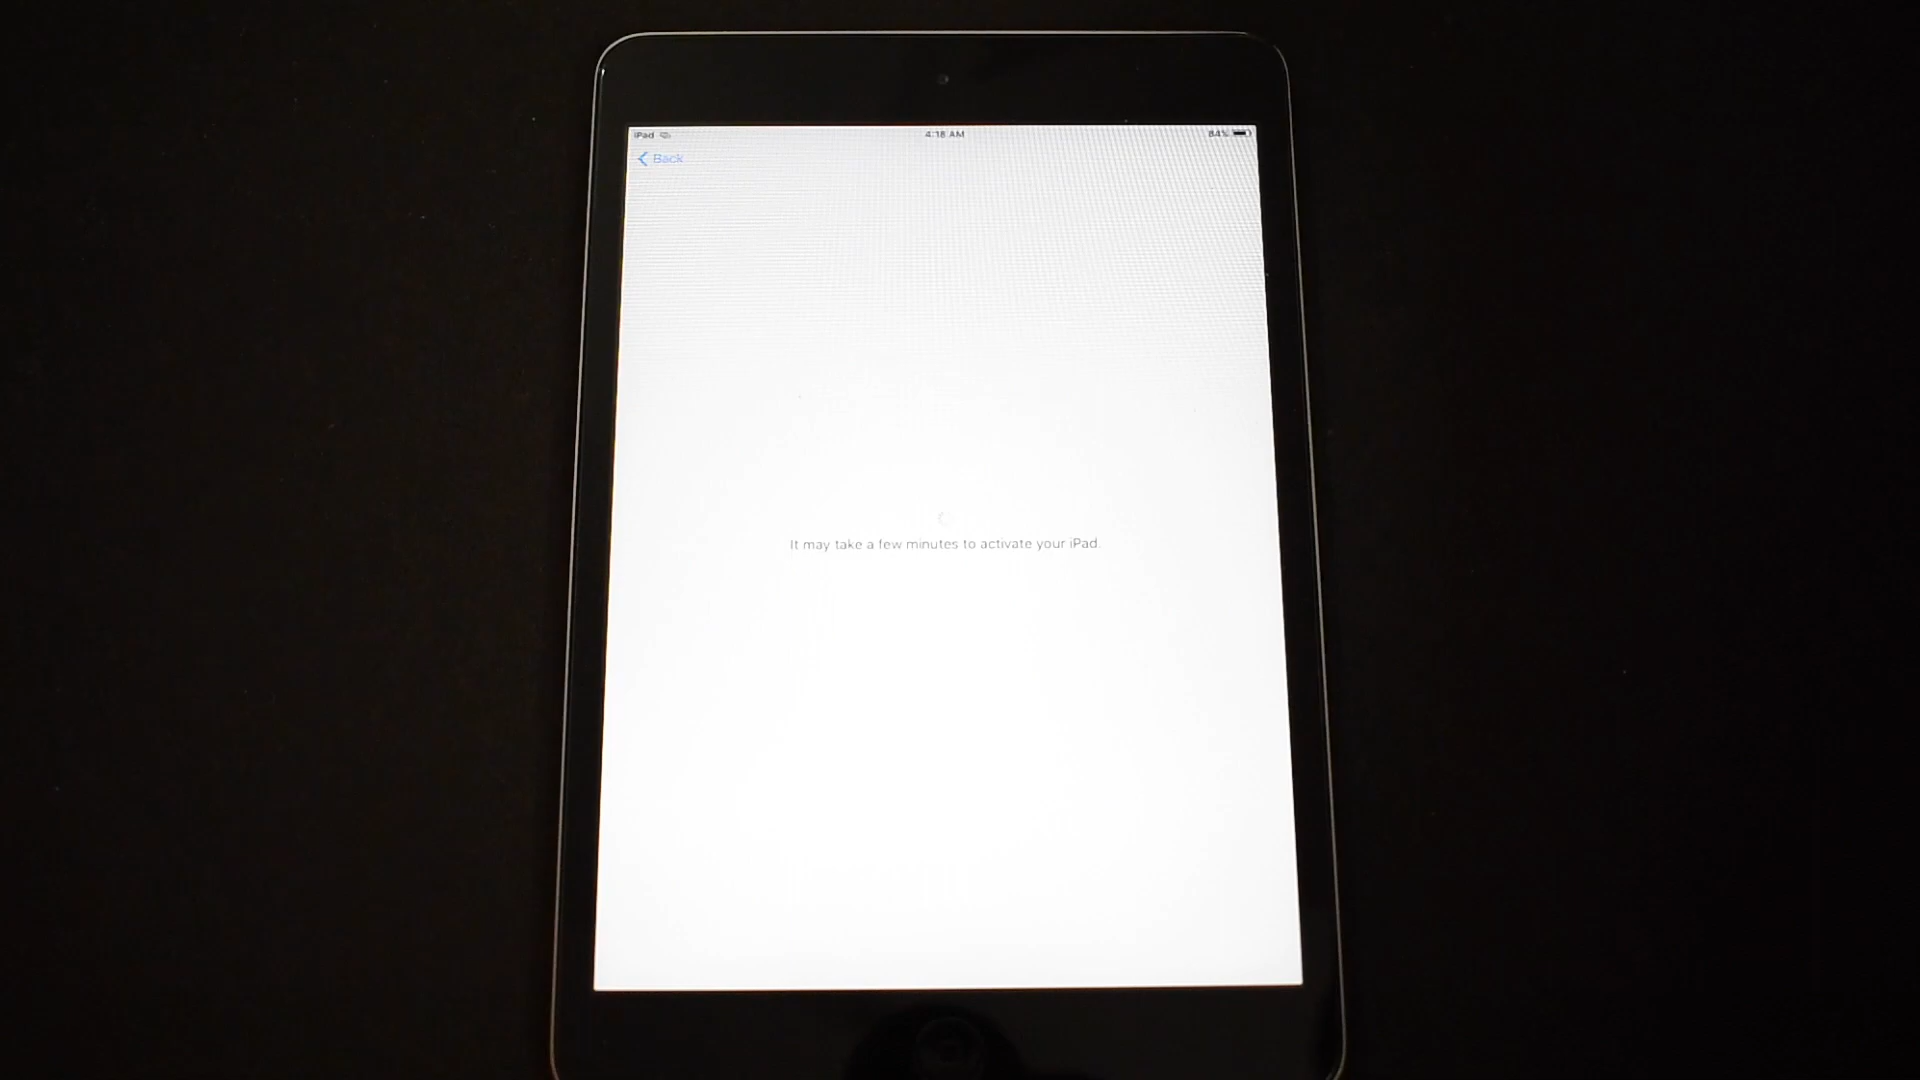 iPad 4:18 AM 84%
Back
It may take a few minutes to activate your iPad.